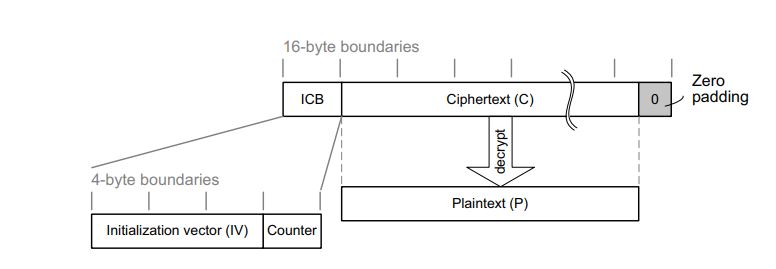 16-byte boundaries
Zero
padding
ICB
Ciphertext (C)
0
decrypt
4-byte boundaries
Plaintext (P)
Initialization vector (IV)
Counter